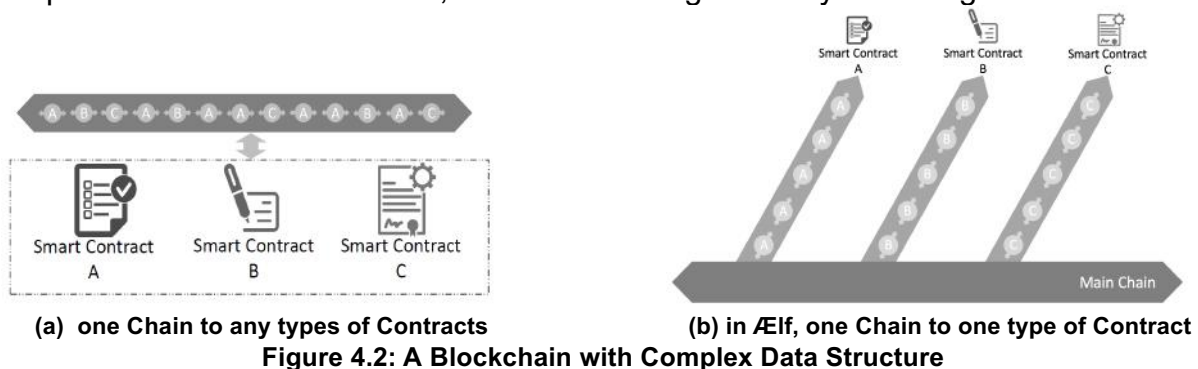 A B C A B A A C A A B A C
Smart Contract
A
Smart Contract
B
Smart Contract
C
(a) one Chain to any types of Contracts
Smart Contract
A
Smart Contract
B
Smart Contract
C
A A A A A
B B B B B
C C C C C
Main Chain
(b) in Ælf, one Chain to one type of Contract
Figure 4.2: A Blockchain with Complex Data Structure